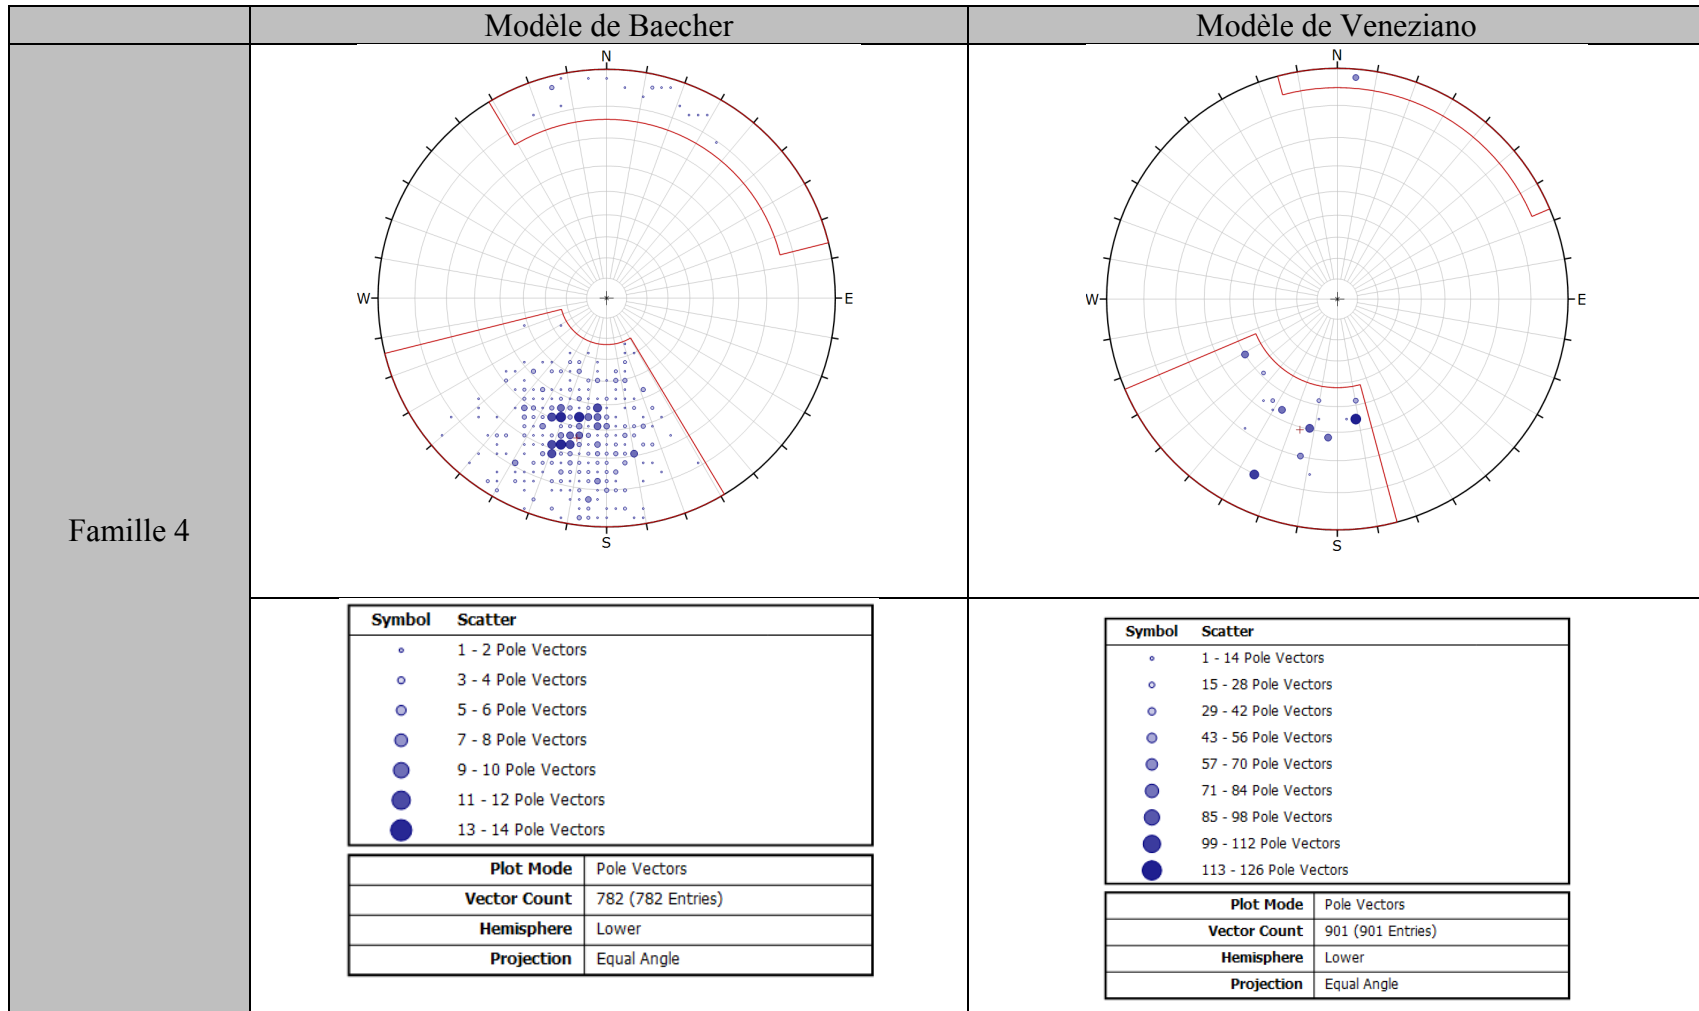 Modèle de Baecher
Modèle de Veneziano
Famille 4
N
W
E
S
N
W
E
S
Symbol Scatter
1 - 2 Pole Vectors
3 - 4 Pole Vectors
5 - 6 Pole Vectors
7 - 8 Pole Vectors
9 - 10 Pole Vectors
11 - 12 Pole Vectors
13 - 14 Pole Vectors
Plot Mode Pole Vectors
Vector Count 782 (782 Entries)
Hemisphere Lower
Projection Equal Angle
Symbol Scatter
1 - 14 Pole Vectors
15 - 28 Pole Vectors
29 - 42 Pole Vectors
43 - 56 Pole Vectors
57 - 70 Pole Vectors
71 - 84 Pole Vectors
85 - 98 Pole Vectors
99 - 112 Pole Vectors
113 - 126 Pole Vectors
Plot Mode Pole Vectors
Vector Count 901 (901 Entries)
Hemisphere Lower
Projection Equal Angle